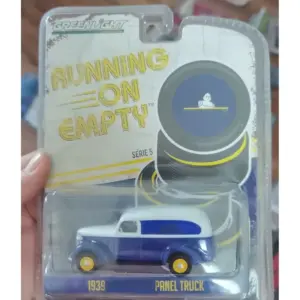 GREENLIGHT
RUNNING
ON
EMPTY
SERIE 5
1939 PANEL TRUCK